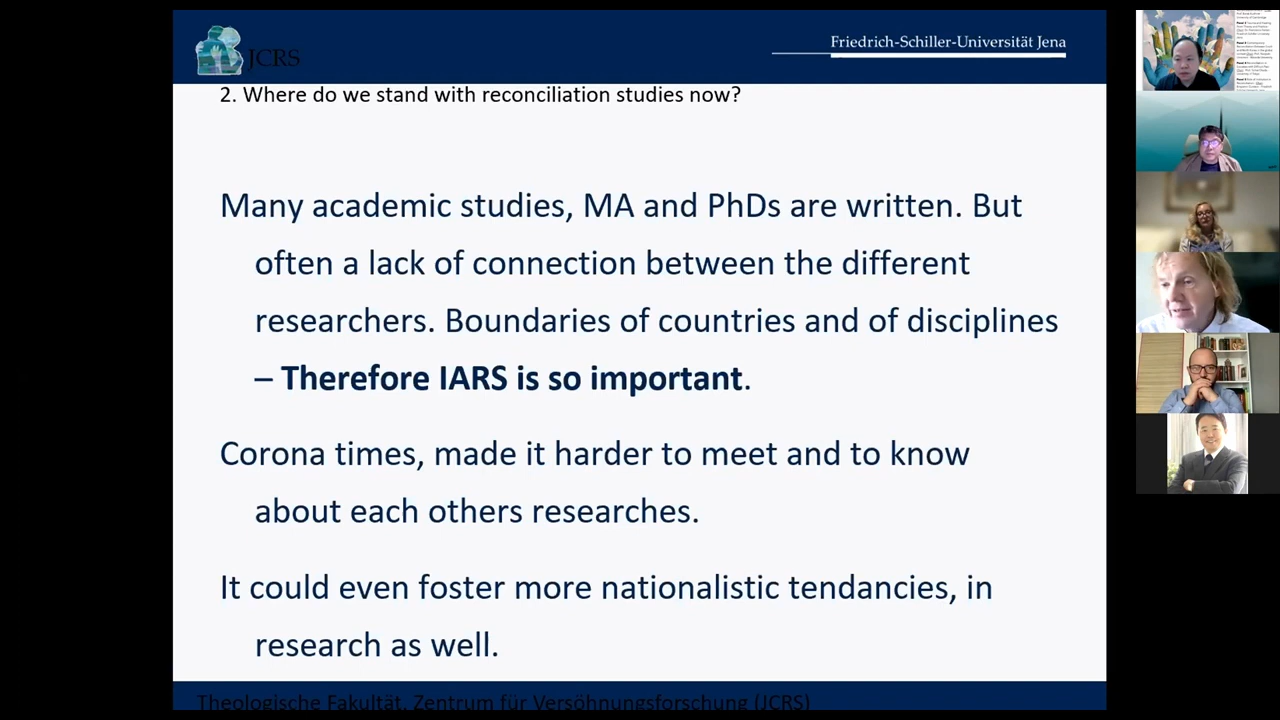 JCRS
Friedrich-Schiller-Universität Jena
2. Where do we stand with reconciliation studies now?
Many academic studies, MA and PhDs are written. But
often a lack of connection between the different
researchers. Boundaries of countries and of disciplines
– Therefore IARS is so important.
Corona times, made it harder to meet and to know
about each others researches.
It could even foster more nationalistic tendancies, in
research as well.
Theologische Fakultät, Zentrum für Versöhnungsforschung (JCRS)